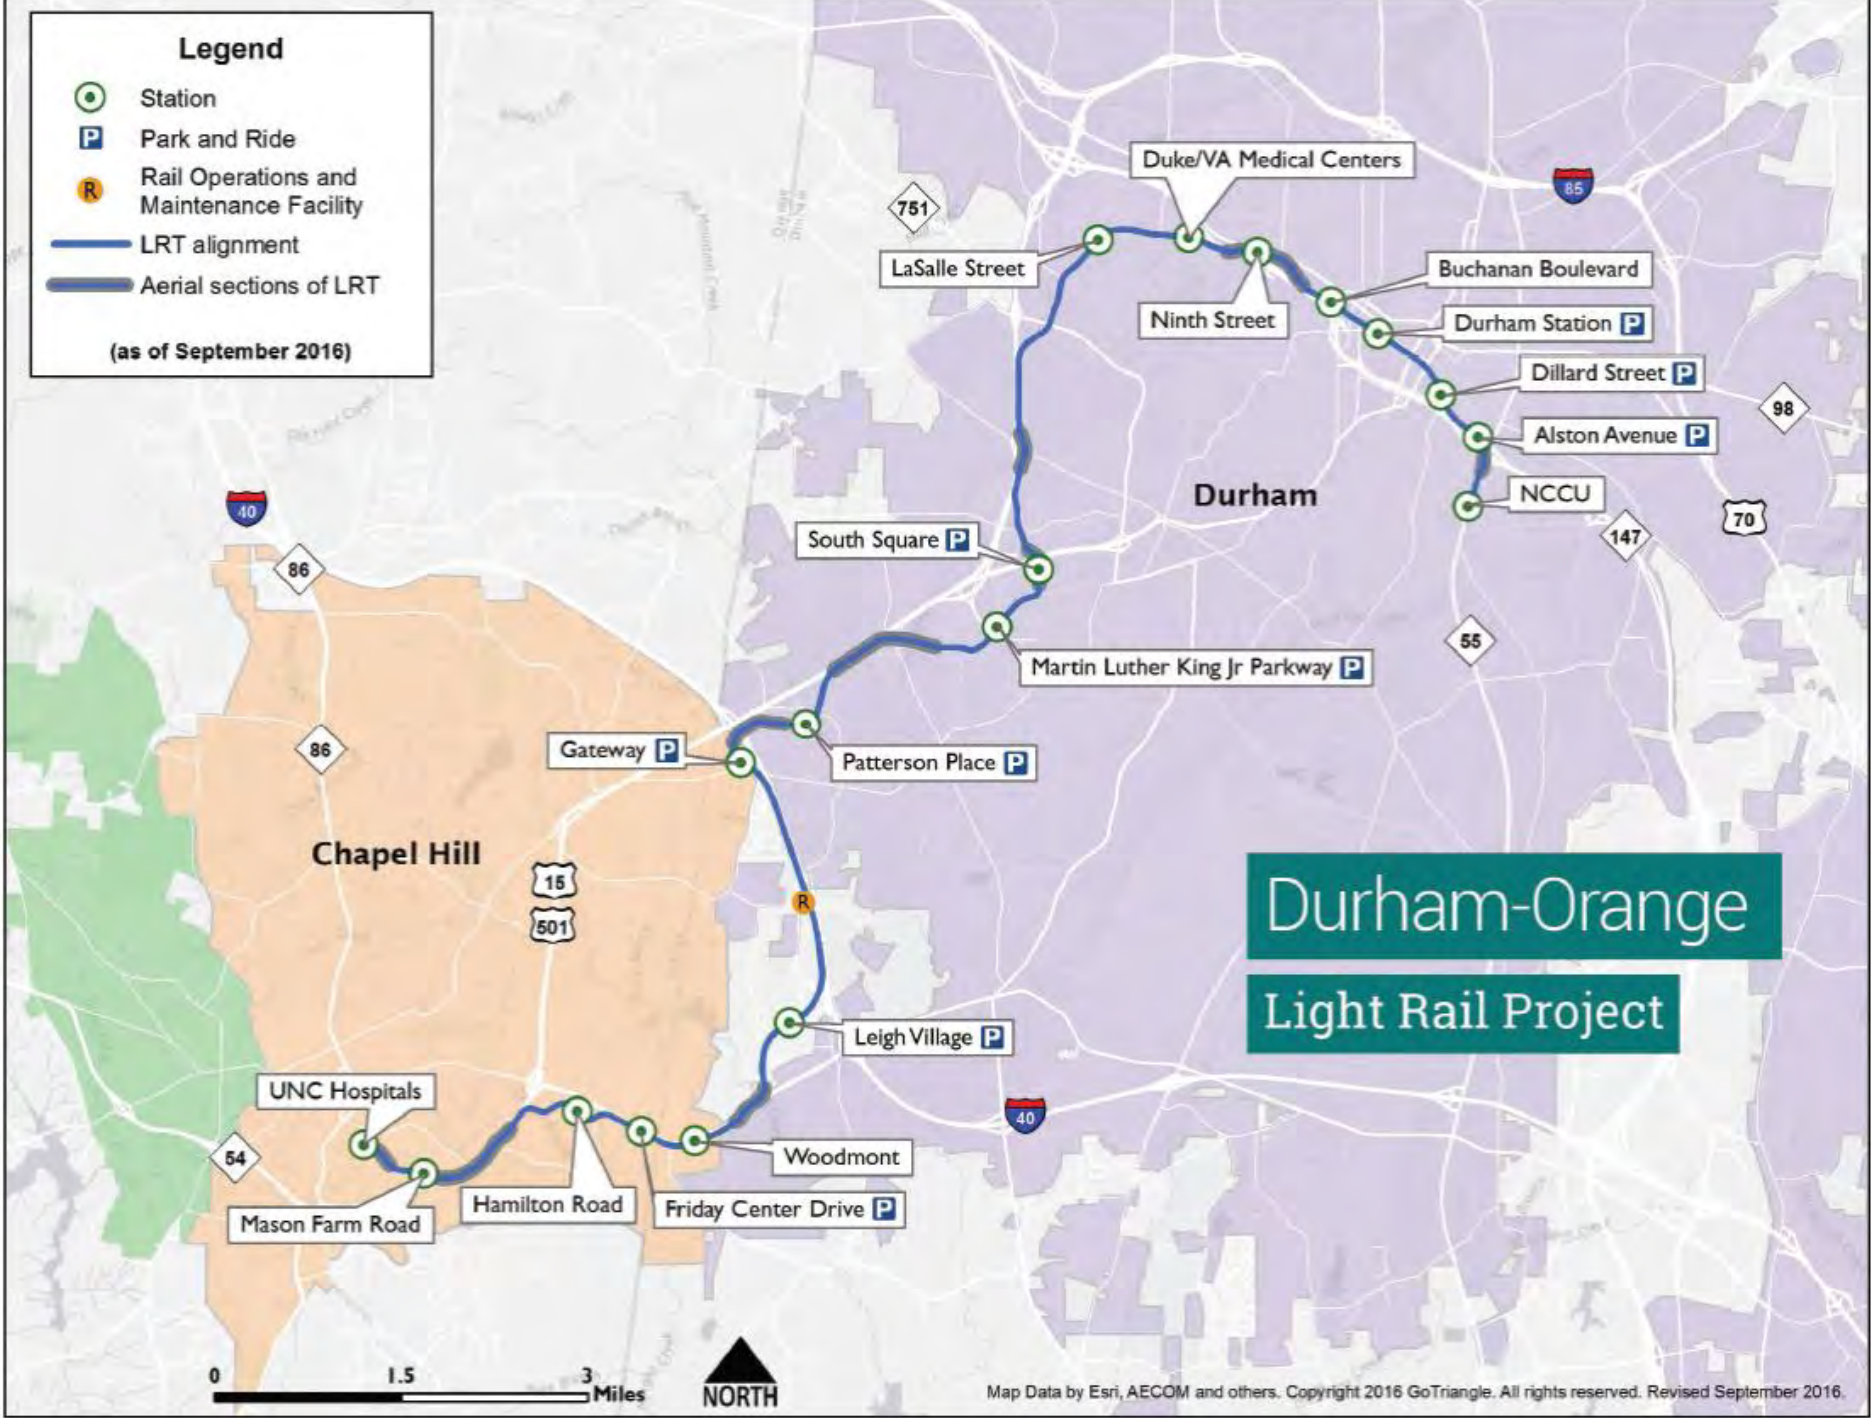 Legend
Station
P
Park and Ride
R
Rail Operations and
Maintenance Facility
LRT alignment
Aerial sections of LRT
(as of September 2016)
Duke/VA Medical Centers
85
751
LaSalle Street
Buchanan Boulevard
Ninth Street
Durham Station P
Dillard Street P
98
Alston Avenue P
Durham
NCCU
40
70
147
South Square P
86
55
Martin Luther King Jr Parkway P
86
Gateway P
Patterson Place P
Chapel Hill
15
501
R
Durham-Orange
Light Rail Project
Leigh Village P
UNC Hospitals
40
54
Woodmont
Hamilton Road
Friday Center Drive P
Mason Farm Road
0
1.5
3
Miles
NORTH
Map Data by Esri, AECOM and others. Copyright 2016 GoTriangle. All rights reserved. Revised September 2016.